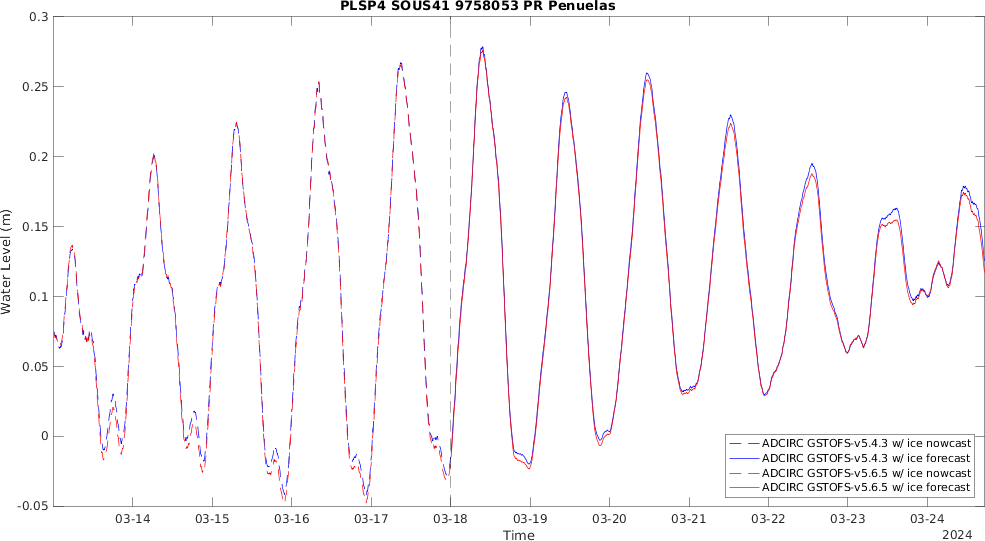 PLSP4 SOUS41 9758053 PR Penuelas
0.3
0.25
0.2
0.15
0.1
0.05
0
-0.05
Water Level (m)
03-14 03-15 03-16 03-17 03-18 03-19 03-20 03-21 03-22 03-23 03-24
Time
2024
ADCIRC GSTOFS-v5.4.3 w/ ice nowcast
ADCIRC GSTOFS-v5.4.3 w/ ice forecast
ADCIRC GSTOFS-v5.6.5 w/ ice nowcast
ADCIRC GSTOFS-v5.6.5 w/ ice forecast